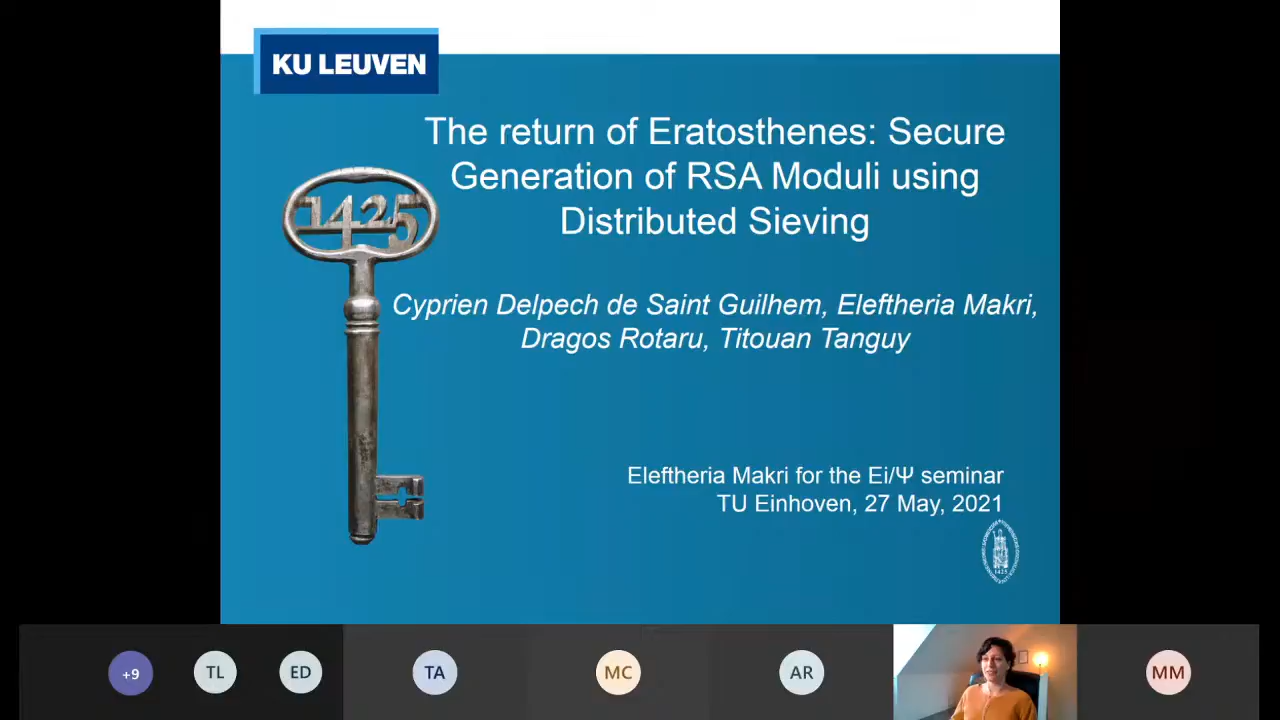 KU LEUVEN
The return of Eratosthenes: Secure
Generation of RSA Moduli using
Distributed Sieving
1425
Cyprien Delpech de Saint Guilhem, Eleftheria Makri,
Dragos Rotaru, Titouan Tanguy
Eleftheria Makri for the Ei/Ψ seminar
TU Einhoven, 27 May, 2021
+9
TL
ED
TA
MC
AR
MM